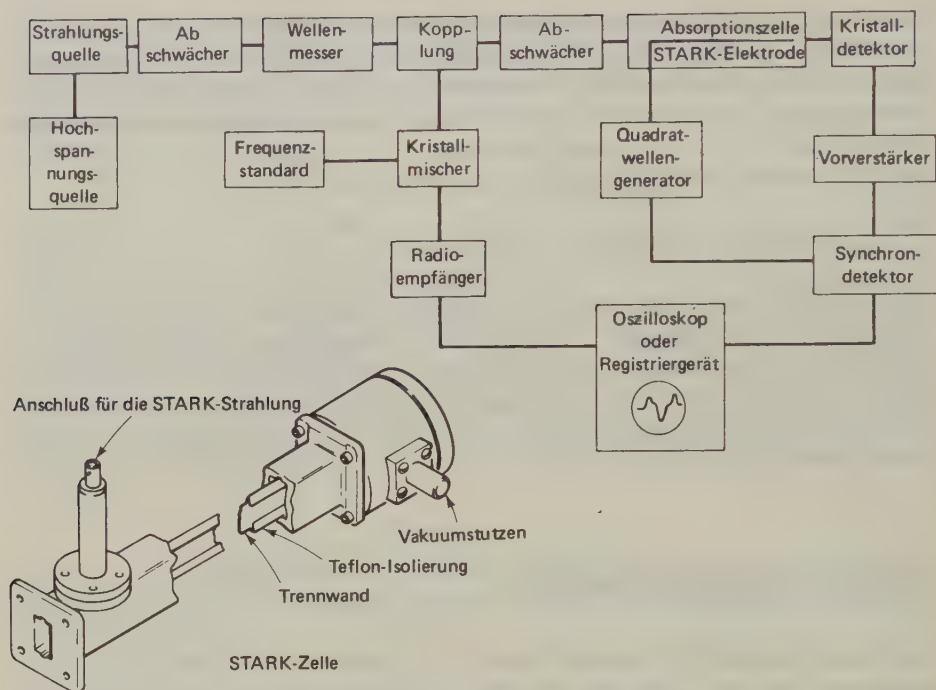 Strahlungs-
quelle
Ab
schwächer
Wellen-
messer
Kopp-
lung
Ab-
schwächer
Absorptionszelle
STARK-Elektrode
Kristall-
detektor
Hoch-
span-
nungs-
quelle
Frequenz-
standard
Kristall-
mischer
Quadrat-
wellen-
generator
Vorverstärker
Radio-
empfänger
Synchron-
detektor
Oszilloskop
oder
Registriergerät
Anschluß für die STARK-Strahlung
Vakuumstutzen
Teflon-Isolierung
Trennwand
STARK-Zelle